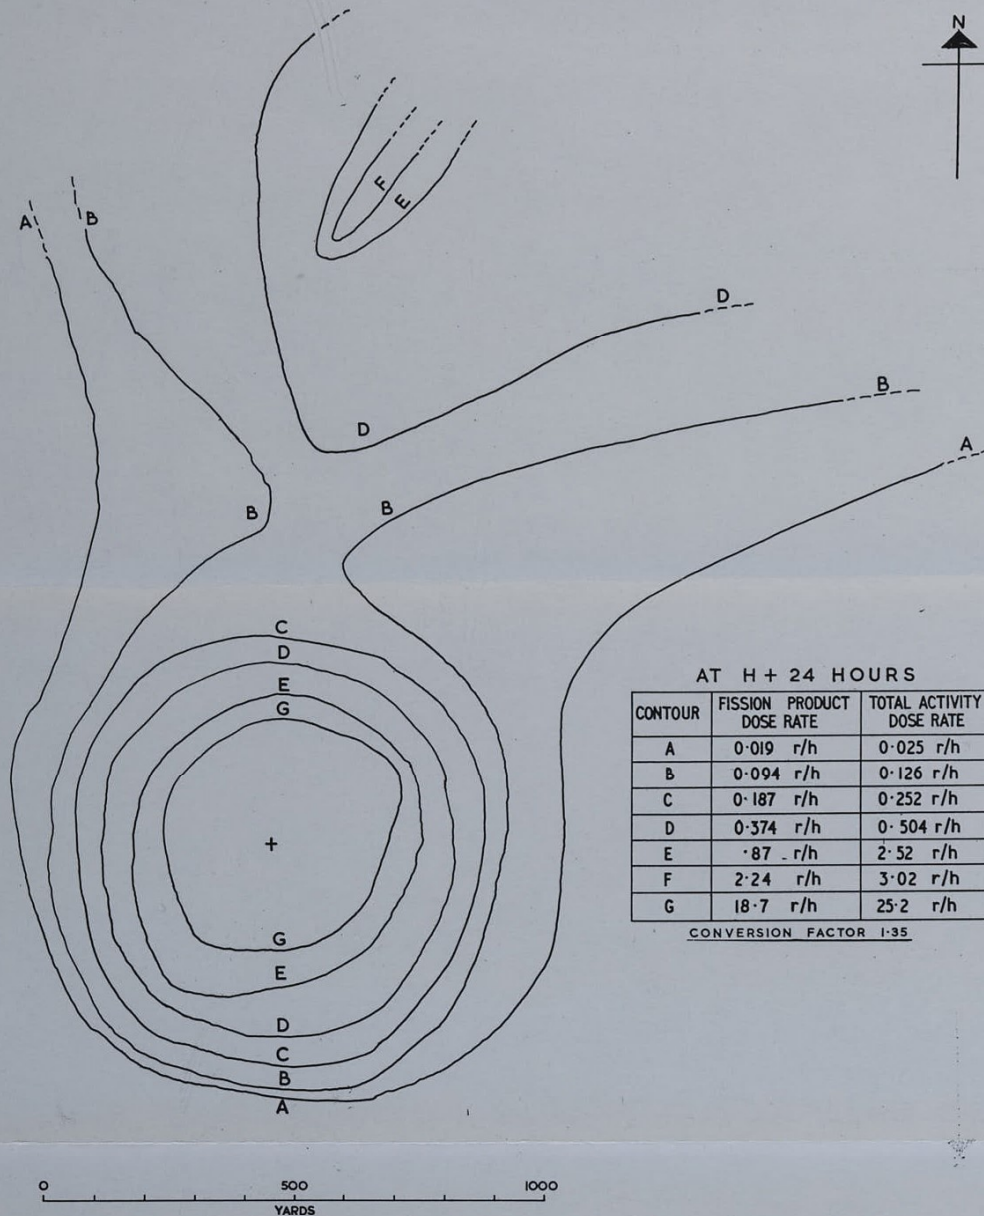 N
A
B
F
E
D
B
A
D
B
B
C
D
E
G
G
E
D
C
B
A
AT H + 24 HOURS
CONTOUR FISSION PRODUCT DOSE RATE TOTAL ACTIVITY DOSE RATE
A 0·019 r/h 0·025 r/h
B 0·094 r/h 0·126 r/h
C 0·187 r/h 0·252 r/h
D 0·374 r/h 0·504 r/h
E ·87 r/h 2·52 r/h
F 2·24 r/h 3·02 r/h
G 18·7 r/h 25·2 r/h
CONVERSION FACTOR 1·35
0 500 1000
YARDS